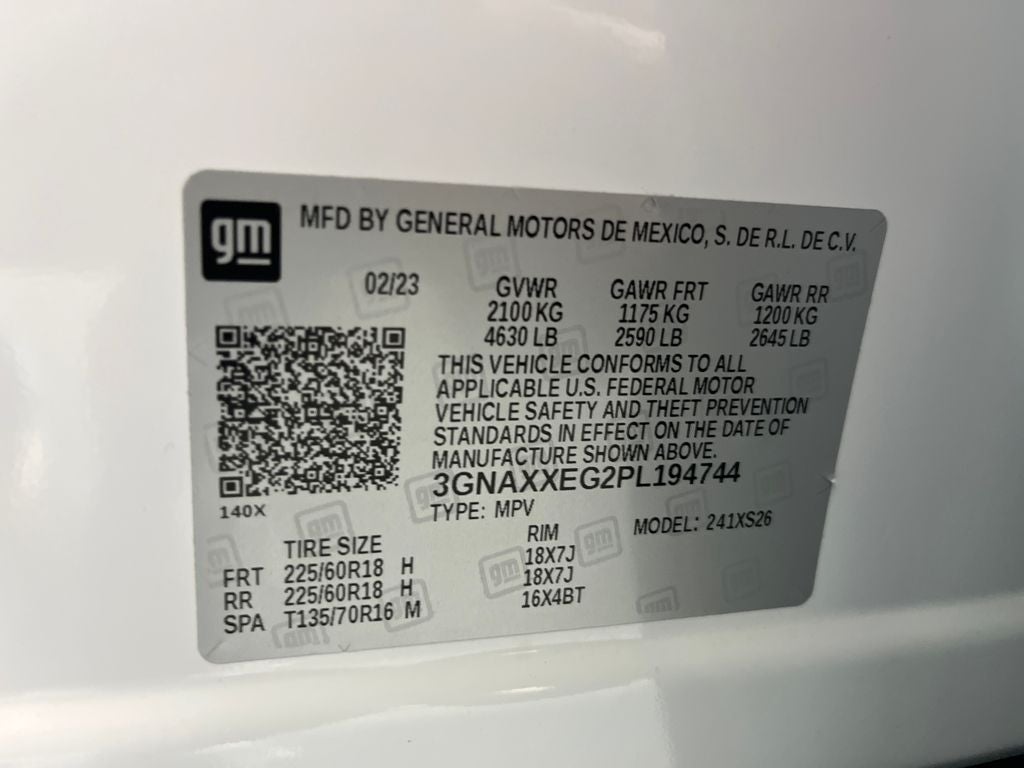 gm
MFD BY GENERAL MOTORS DE MEXICO, S. DE R.L. DE C.V.
02/23 GVWR GAWR FRT GAWR RR
2100 KG 1175 KG 1200 KG
4630 LB 2590 LB 2645 LB
THIS VEHICLE CONFORMS TO ALL
APPLICABLE U.S. FEDERAL MOTOR
VEHICLE SAFETY AND THEFT PREVENTION
STANDARDS IN EFFECT ON THE DATE OF
MANUFACTURE SHOWN ABOVE.
3GNAXXEG2PL194744
140X
TYPE: MPV MODEL: 241XS26
TIRE SIZE RIM
FRT 225/60R18 H 18X7J
RR 225/60R18 H 18X7J
SPA T135/70R16 M 16X4BT